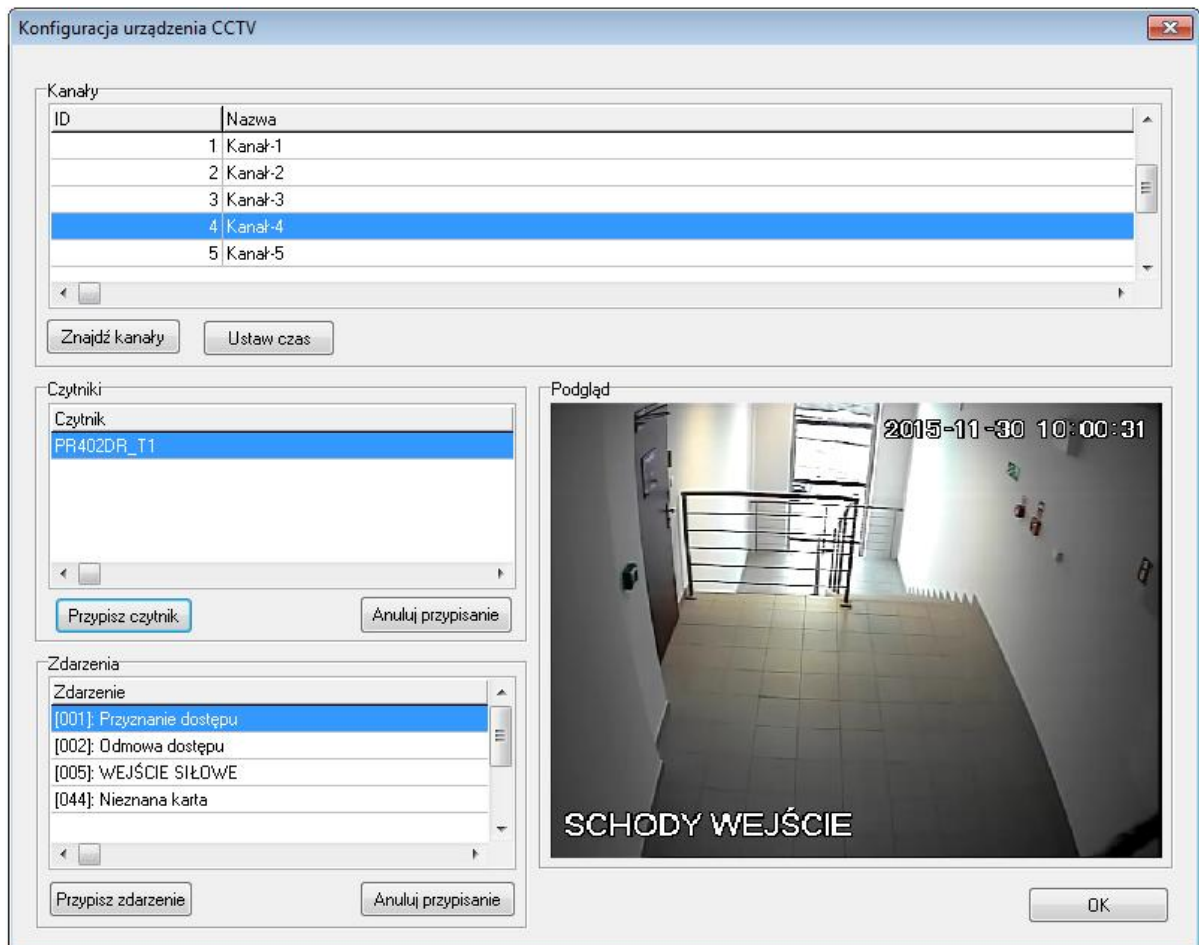 Konfiguracja urządzenia CCTV
Kanały
ID Nazwa
1 Kanał-1
2 Kanał-2
3 Kanał-3
4 Kanał-4
5 Kanał-5
Znajdź kanały Ustaw czas
Czytniki
Czytnik
PR402DR_T1
Przypisz czytnik Anuluj przypisanie
Zdarzenia
Zdarzenie
[001]: Przyznanie dostępu
[002]: Odmowa dostępu
[005]: WEJŚCIE SIŁOWE
[044]: Nieznana karta
Przypisz zdarzenie Anuluj przypisanie
Podgląd
2015-11-30 10:00:31
SCHODY WEJŚCIE
OK